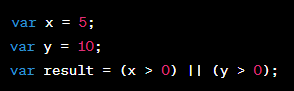 var x = 5;
var y = 10;
var result = (x > 0) || (y > 0);